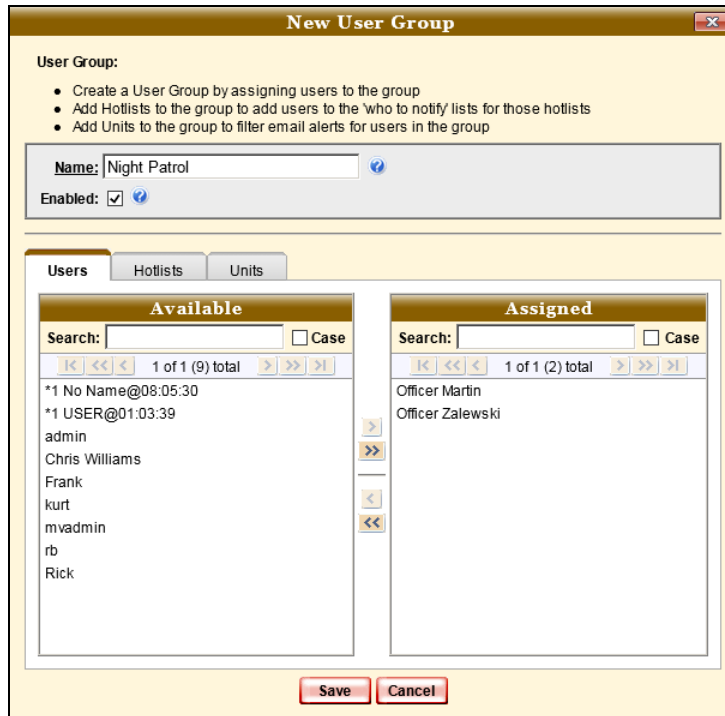 New User Group
User Group:
Create a User Group by assigning users to the group
Add Hotlists to the group to add users to the 'who to notify' lists for those hotlists
Add Units to the group to filter email alerts for users in the group
Name: Night Patrol
Enabled:
Users Hotlists Units
Available
Search: Case
1 of 1 (9) total
*1 No Name@08:05:30
*1 USER@01:03:39
admin
Chris Williams
Frank
kurt
mvadmin
rb
Rick
Assigned
Search: Case
1 of 1 (2) total
Officer Martin
Officer Zalewski
Save Cancel